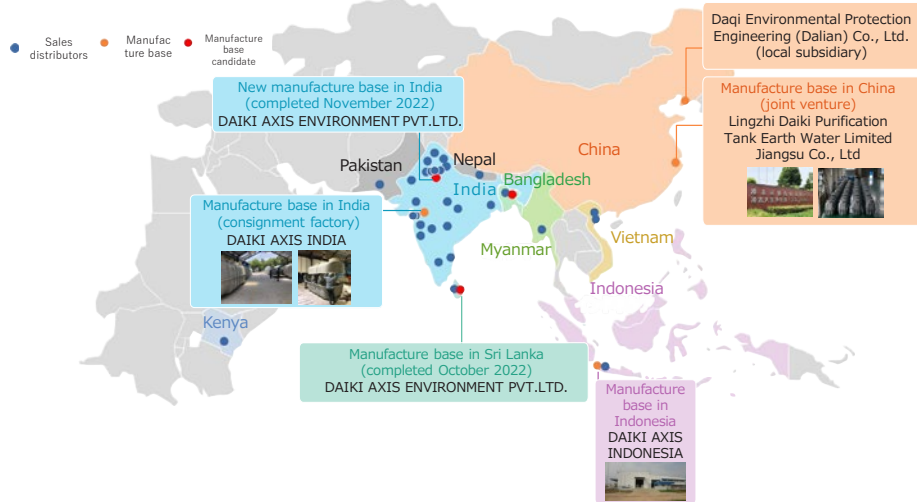 Sales
distributors
Manufac
ture base
Manufacture
base
candidate
Daqi Environmental Protection
Engineering (Dalian) Co., Ltd.
(local subsidiary)
New manufacture base in India
(completed November 2022)
DAIKI AXIS ENVIRONMENT PVT.LTD.
Manufacture base in China
(joint venture)
Lingzhi Daiki Purification
Tank Earth Water Limited
Jiangsu Co., Ltd
China
Pakistan
Nepal
India
Bangladesh
Manufacture base in India
(consignment factory)
DAIKI AXIS INDIA
Myanmar
Vietnam
Indonesia
Kenya
Manufacture base in Sri Lanka
(completed October 2022)
DAIKI AXIS ENVIRONMENT PVT.LTD.
Manufacture
base in
Indonesia
DAIKI AXIS
INDONESIA